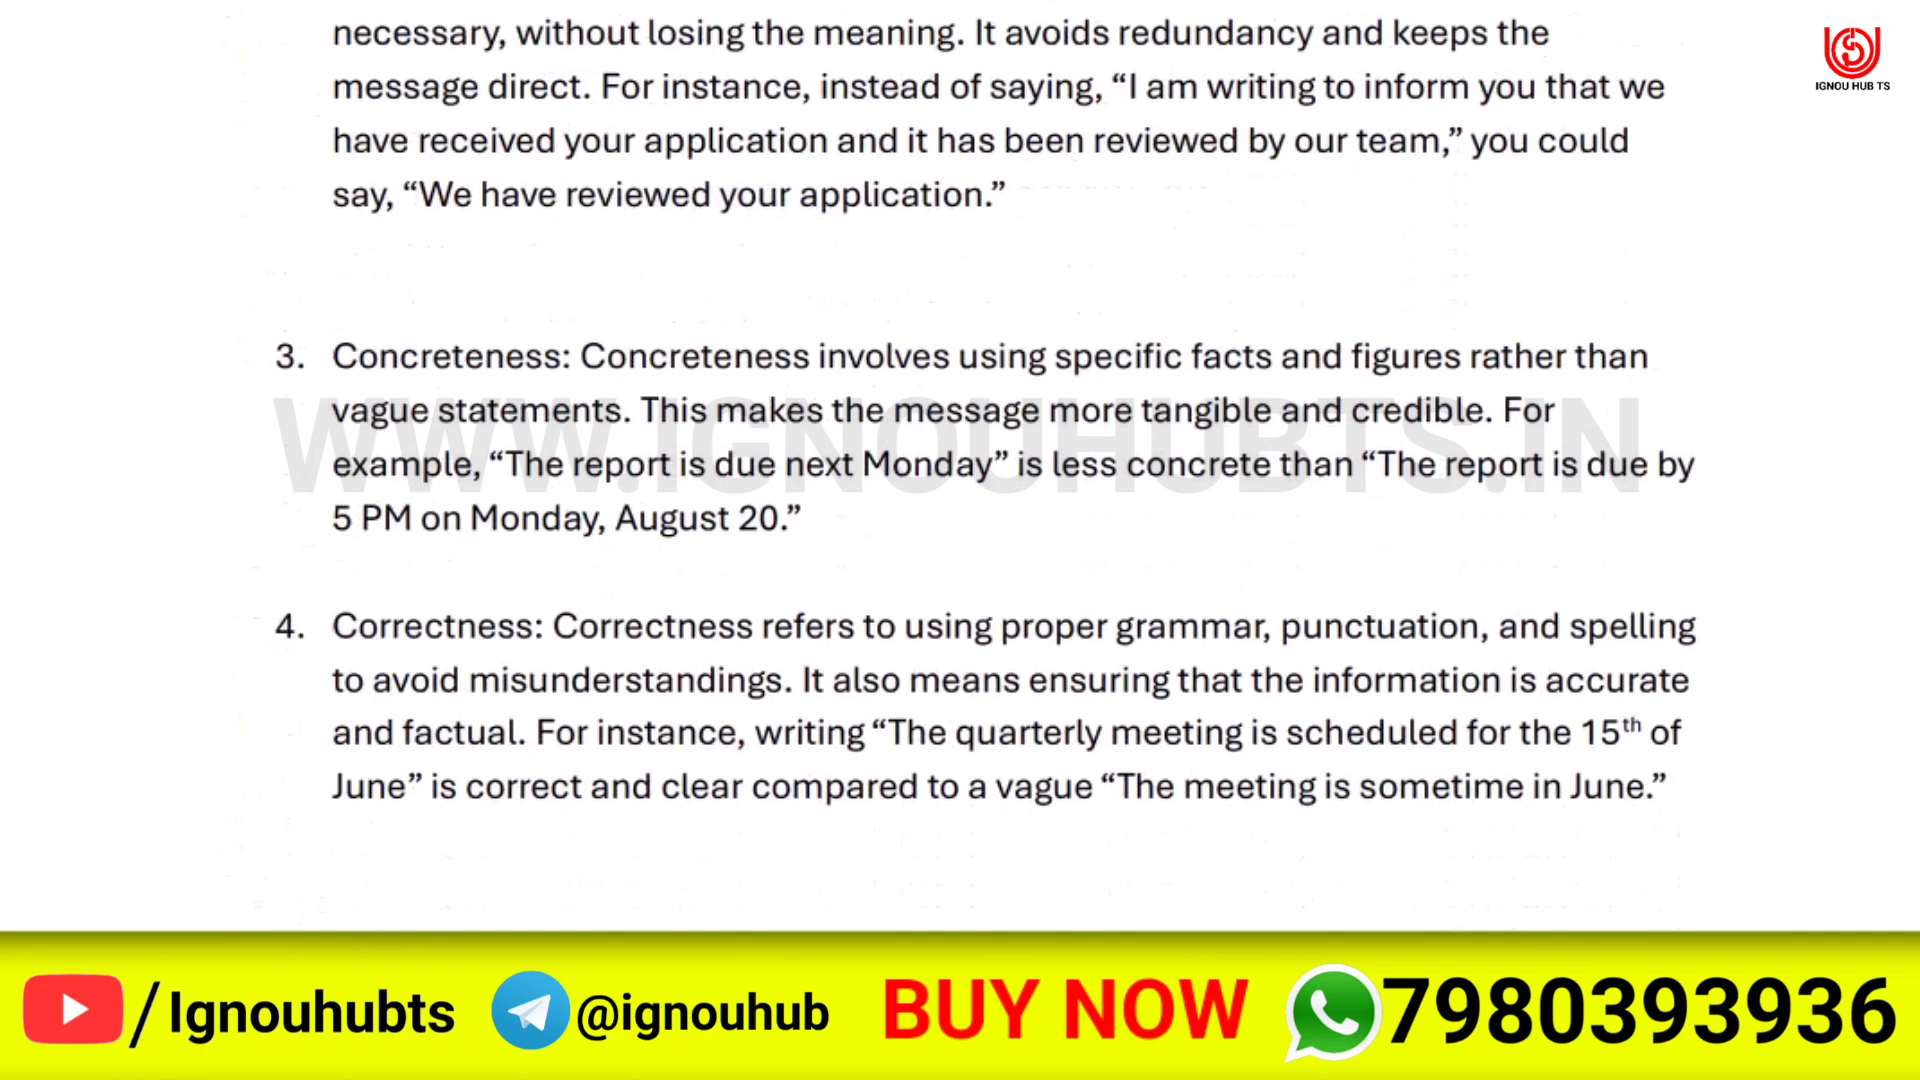 necessary, without losing the meaning. It avoids redundancy and keeps the
message direct. For instance, instead of saying, “I am writing to inform you that we
have received your application and it has been reviewed by our team,” you could
say, “We have reviewed your application.”
IGNOU HUB TS
3. Concreteness: Concreteness involves using specific facts and figures rather than
vague statements. This makes the message more tangible and credible. For
example, “The report is due next Monday” is less concrete than “The report is due by
5 PM on Monday, August 20.”
WWW.IGNOUHUBTS.IN
4. Correctness: Correctness refers to using proper grammar, punctuation, and spelling
to avoid misunderstandings. It also means ensuring that the information is accurate
and factual. For instance, writing “The quarterly meeting is scheduled for the 15th of
June” is correct and clear compared to a vague “The meeting is sometime in June.”
/Ignouhubts @ignouhub BUY NOW 7980393936